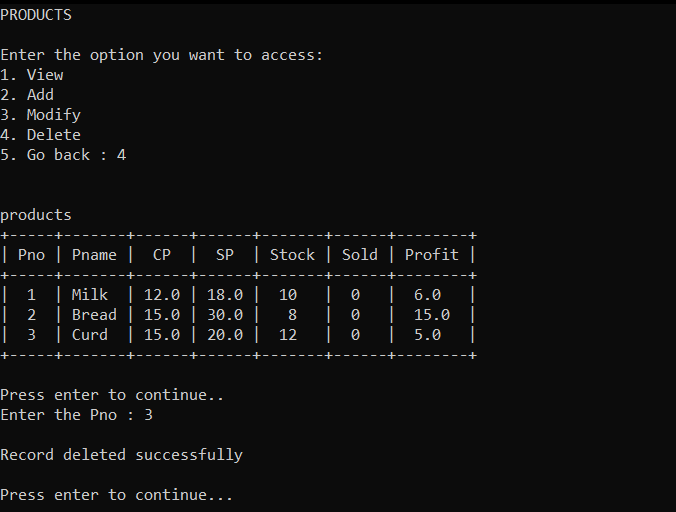 PRODUCTS
Enter the option you want to access:
1. View
2. Add
3. Modify
4. Delete
5. Go back : 4
products
+-----+-------+------+------+-------+------+--------+
| Pno | Pname |  CP  |  SP  | Stock | Sold | Profit |
+-----+-------+------+------+-------+------+--------+
|  1  | Milk  | 12.0 | 18.0 |  10   |  0   |  6.0   |
|  2  | Bread | 15.0 | 30.0 |   8   |  0   |  15.0  |
|  3  | Curd  | 15.0 | 20.0 |  12   |  0   |  5.0   |
+-----+-------+------+------+-------+------+--------+
Press enter to continue..
Enter the Pno : 3
Record deleted successfully
Press enter to continue...